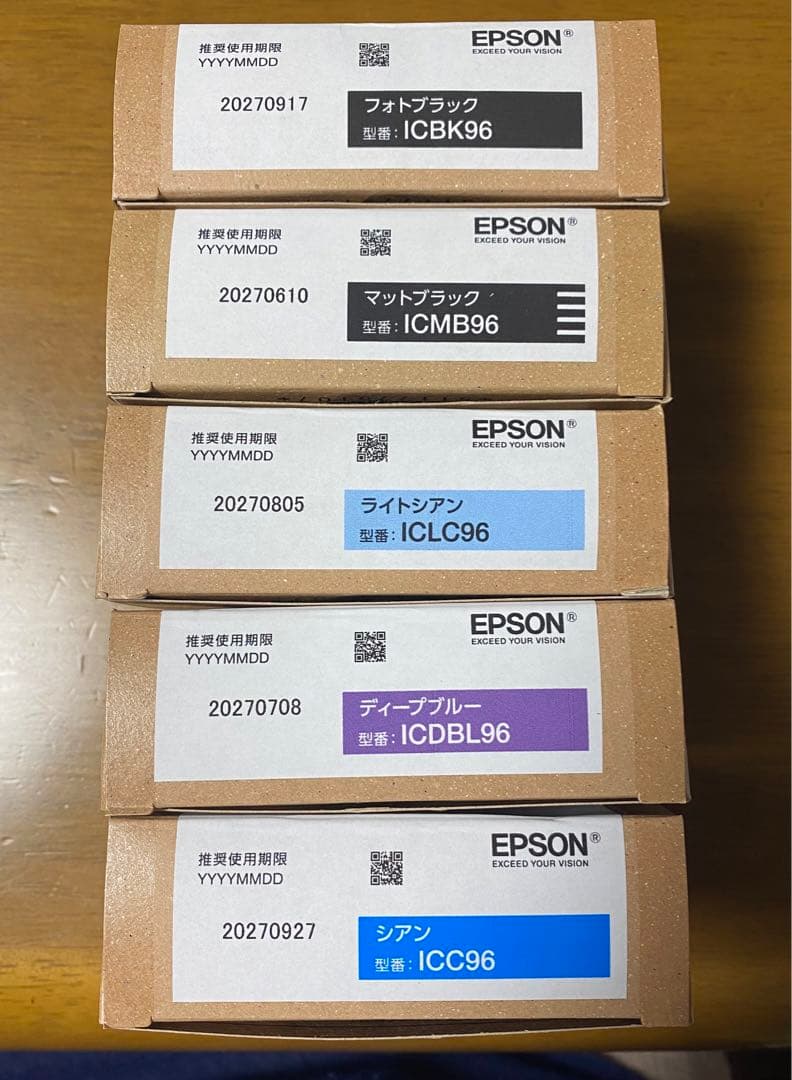 推奨使用期限
YYYYMMDD
EPSON®
EXCEED YOUR VISION
20270917
フォトブラック
型番：ICBK96
推奨使用期限
YYYYMMDD
EPSON®
EXCEED YOUR VISION
20270610
マットブラック
型番：ICMB96
推奨使用期限
YYYYMMDD
EPSON®
EXCEED YOUR VISION
20270805
ライトシアン
型番：ICLC96
推奨使用期限
YYYYMMDD
EPSON®
EXCEED YOUR VISION
20270708
ディープブルー
型番：ICDBL96
推奨使用期限
YYYYMMDD
EPSON®
EXCEED YOUR VISION
20270927
シアン
型番：ICC96